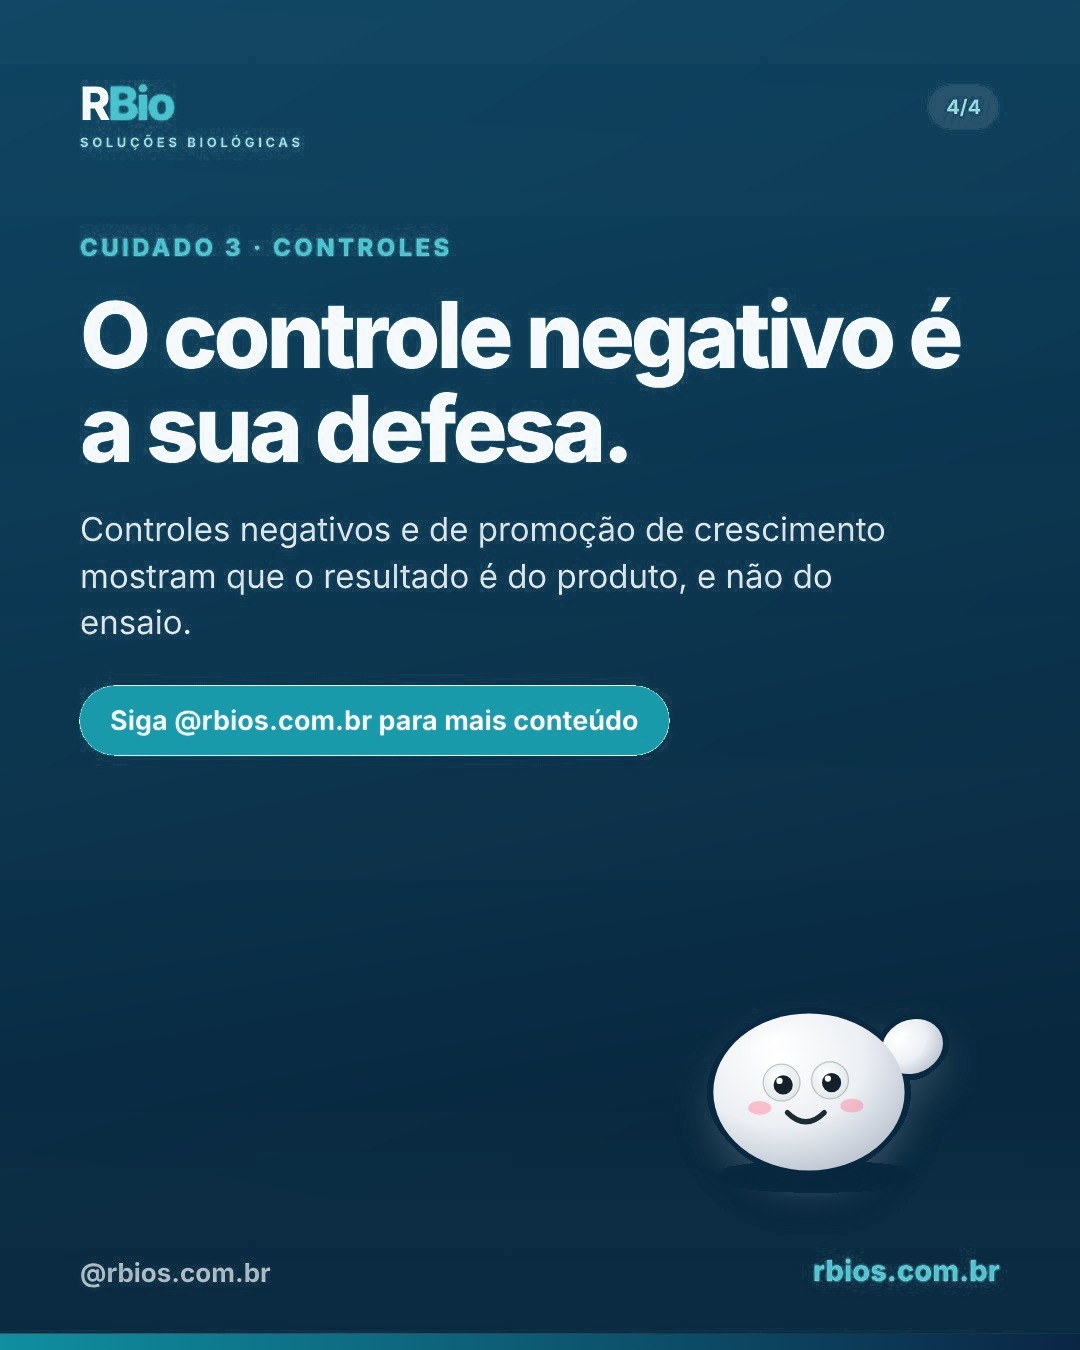 RBio
4/4
SOLUÇÕES BIOLÓGICAS
CUIDADO 3 · CONTROLES
O controle negativo é
a sua defesa.
Controles negativos e de promoção de crescimento
mostram que o resultado é do produto, e não do
ensaio.
Siga @rbios.com.br para mais conteúdo
@rbios.com.br
rbios.com.br